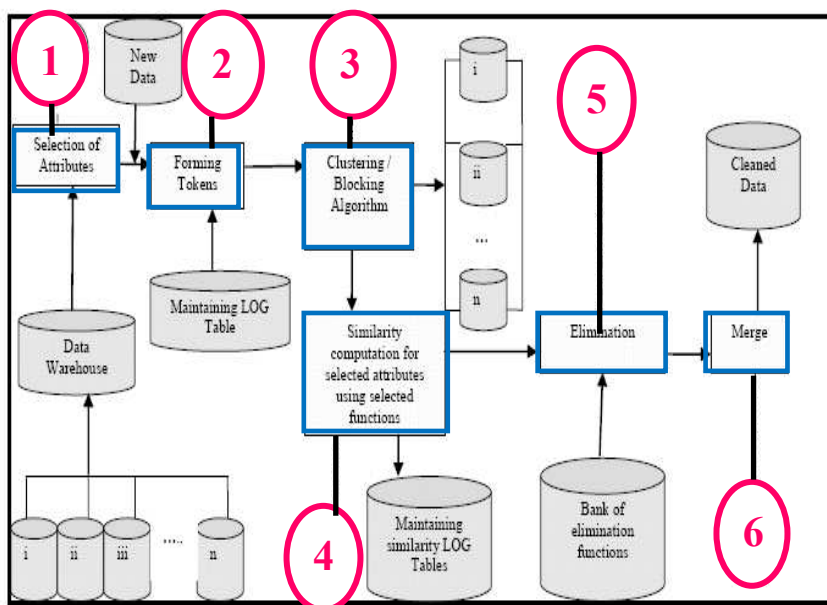 1
New
Data
2
3
i
5
Selection of
Attributes
Forming
Tokens
Clustering /
Blocking
Algorithm
ii
Cleaned
Data
...
n
Maintaining LOG
Table
Data
Warehouse
Similarity
computation for
selected attributes
using selected
functions
Elimination
Merge
i
ii
iii
.....
n
4
Maintaining
similarity LOG
Tables
Bank of
elimination
functions
6